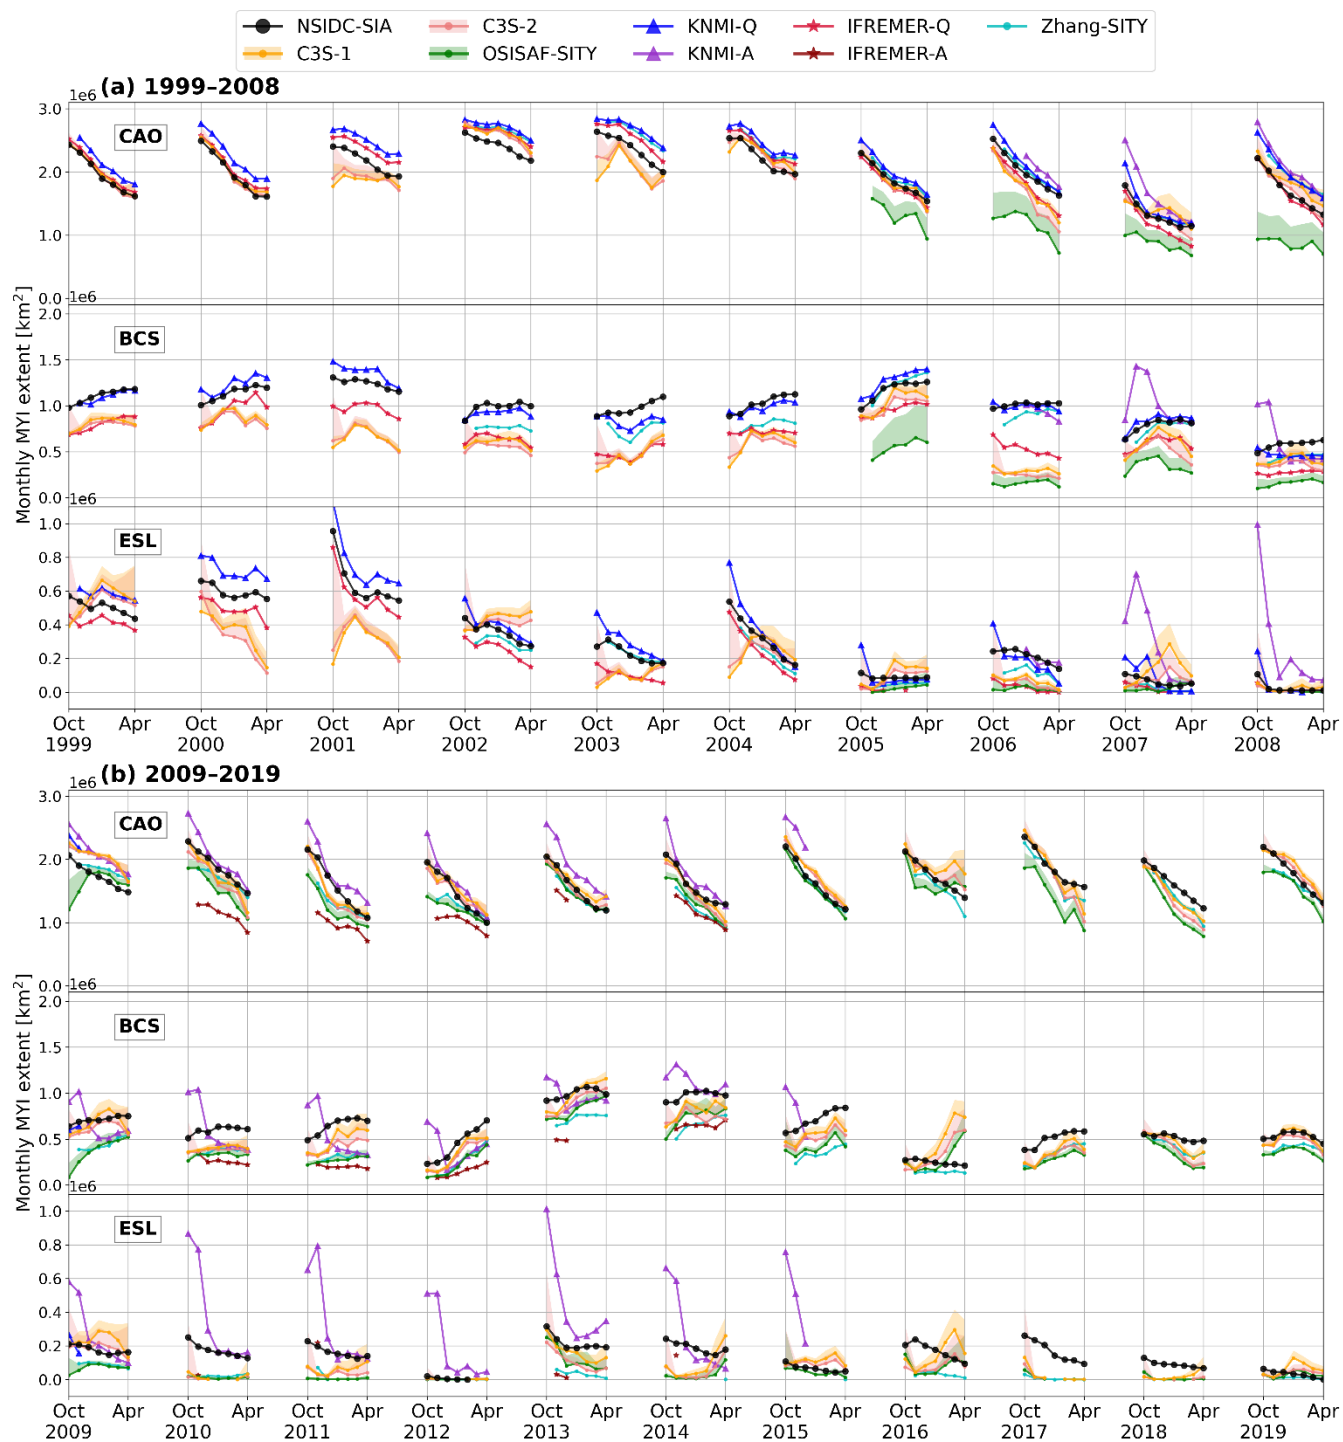 NSIDC-SIA C3S-2 KNMI-Q IFREMER-Q Zhang-SITY
C3S-1 OSISAF-SITY KNMI-A IFREMER-A
1e6 (a) 1999–2008
3.0
CAO
2.0
1.0
0.0 1e6
2.0
BCS
1.5
1.0
0.5
0.0 1e6
1.0
ESL
0.8
0.6
0.4
0.2
0.0
Monthly MYI extent [km²]
Oct Apr Oct Apr Oct Apr Oct Apr Oct Apr Oct Apr Oct Apr Oct Apr Oct Apr Oct Apr
1999 2000 2001 2002 2003 2004 2005 2006 2007 2008
1e6 (b) 2009–2019
3.0
CAO
2.0
1.0
0.0 1e6
2.0
BCS
1.5
1.0
0.5
0.0 1e6
1.0
ESL
0.8
0.6
0.4
0.2
0.0
Monthly MYI extent [km²]
Oct Apr Oct Apr Oct Apr Oct Apr Oct Apr Oct Apr Oct Apr Oct Apr Oct Apr Oct Apr Oct Apr
2009 2010 2011 2012 2013 2014 2015 2016 2017 2018 2019